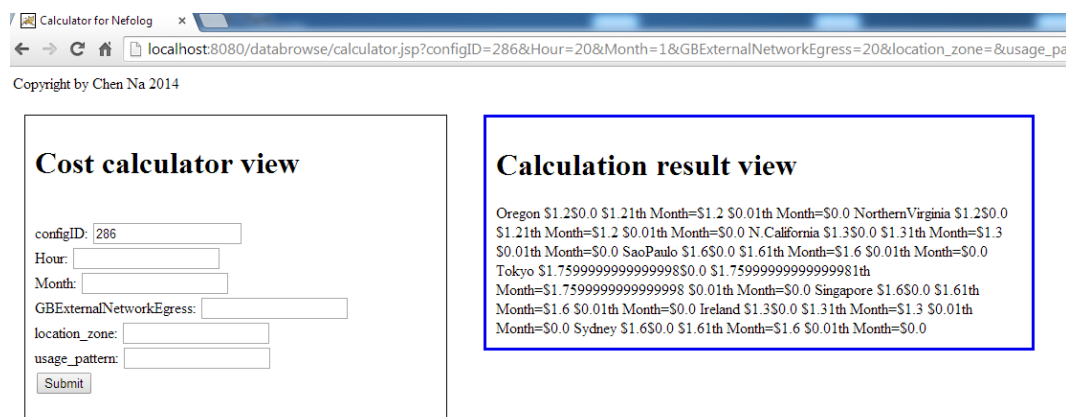 Calculator for Nefolog
localhost:8080/databrowse/calculator.jsp?configID=286&Hour=20&Month=1&GBExternalNetworkEgress=20&location_zone=&usage_pa
Copyright by Chen Na 2014
Cost calculator view
configID: 286
Hour:
Month:
GBExternalNetworkEgress:
location_zone:
usage_pattern:
Submit
Calculation result view
Oregon $1.2$0.0 $1.21th Month=$1.2 $0.01th Month=$0.0 NorthernVirginia $1.2$0.0
$1.21th Month=$1.2 $0.01th Month=$0.0 N.California $1.3$0.0 $1.31th Month=$1.3
$0.01th Month=$0.0 SaoPaulo $1.6$0.0 $1.61th Month=$1.6 $0.01th Month=$0.0
Tokyo $1.7599999999999998$0.0 $1.75999999999999981th
Month=$1.7599999999999998 $0.01th Month=$0.0 Singapore $1.6$0.0 $1.61th
Month=$1.6 $0.01th Month=$0.0 Ireland $1.3$0.0 $1.31th Month=$1.3 $0.01th
Month=$0.0 Sydney $1.6$0.0 $1.61th Month=$1.6 $0.01th Month=$0.0